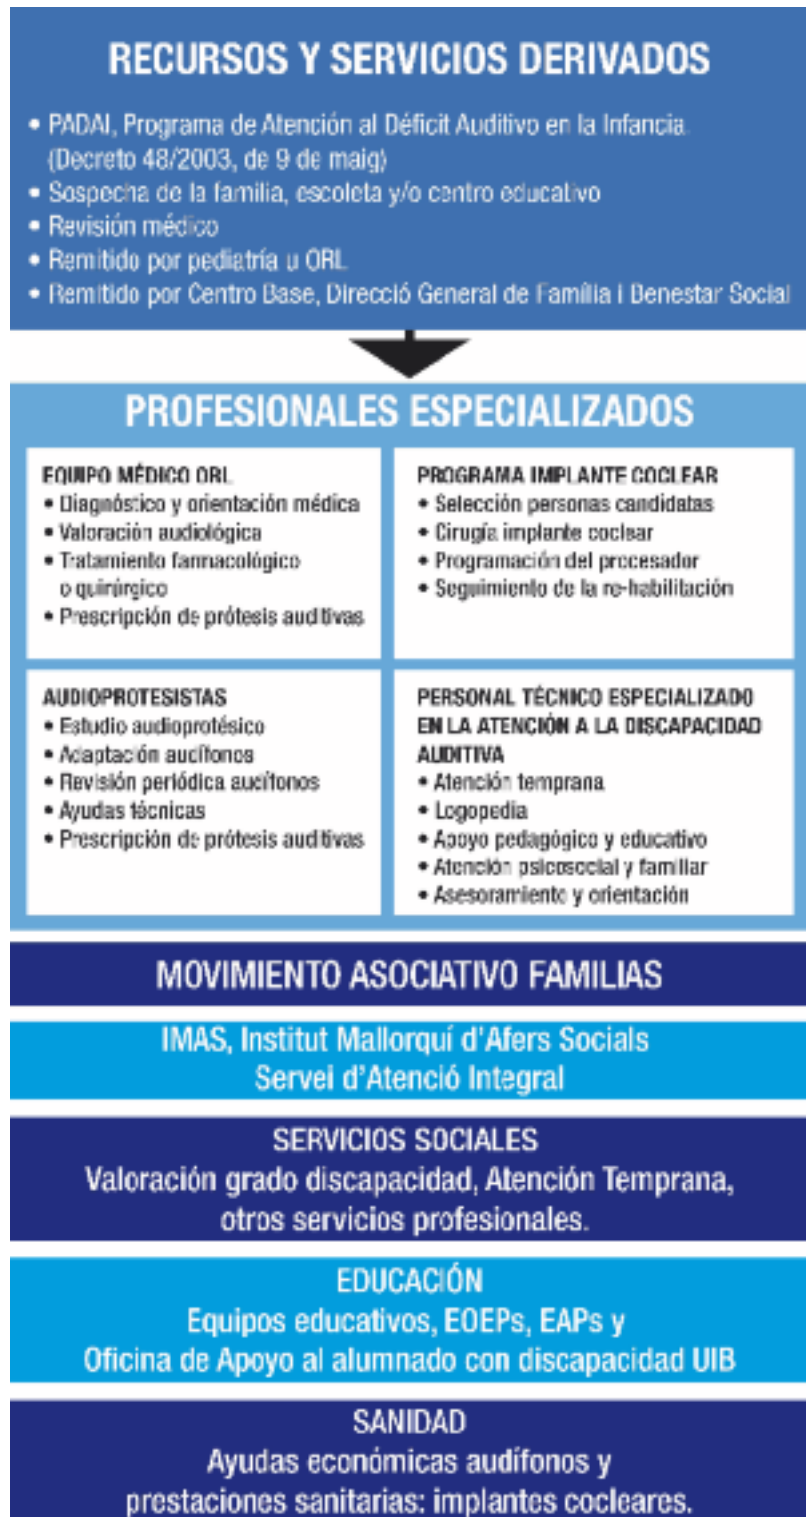 RECURSOS Y SERVICIOS DERIVADOS
• PADAI, Programa de Atención al Déficit Auditivo en la Infancia.
(Decreto 48/2003, de 9 de maig)
• Sospecha de la familia, escoleta y/o centro educativo
• Revisión médico
• Remitido por pediatría u ORL
• Remitido por Centro Base, Direcció General de Família i Benestar Social
PROFESIONALES ESPECIALIZADOS
EQUIPO MÉDICO ORL
• Diagnóstico y orientación médica
• Valoración audiológica
• Tratamiento farmacológico
o quirúrgico
• Prescripción de prótesis auditivas
PROGRAMA IMPLANTE COCLEAR
• Selección personas candidatas
• Cirugía implante coclear
• Programación del procesador
• Seguimiento de la re-habilitación
AUDIOPROTESISTAS
• Estudio audioprotésico
• Adaptación audífonos
• Revisión periódica audífonos
• Ayudas técnicas
• Prescripción de prótesis auditivas
PERSONAL TÉCNICO ESPECIALIZADO
EN LA ATENCIÓN A LA DISCAPACIDAD
AUDITIVA
• Atención temprana
• Logopedia
• Apoyo pedagógico y educativo
• Atención psicosocial y familiar
• Asesoramiento y orientación
MOVIMIENTO ASOCIATIVO FAMILIAS
IMAS, Institut Mallorquí d'Afers Socials
Servei d'Atenció Integral
SERVICIOS SOCIALES
Valoración grado discapacidad, Atención Temprana,
otros servicios profesionales.
EDUCACIÓN
Equipos educativos, EOEPs, EAPs y
Oficina de Apoyo al alumnado con discapacidad UIB
SANIDAD
Ayudas económicas audífonos y
prestaciones sanitarias: implantes cocleares.